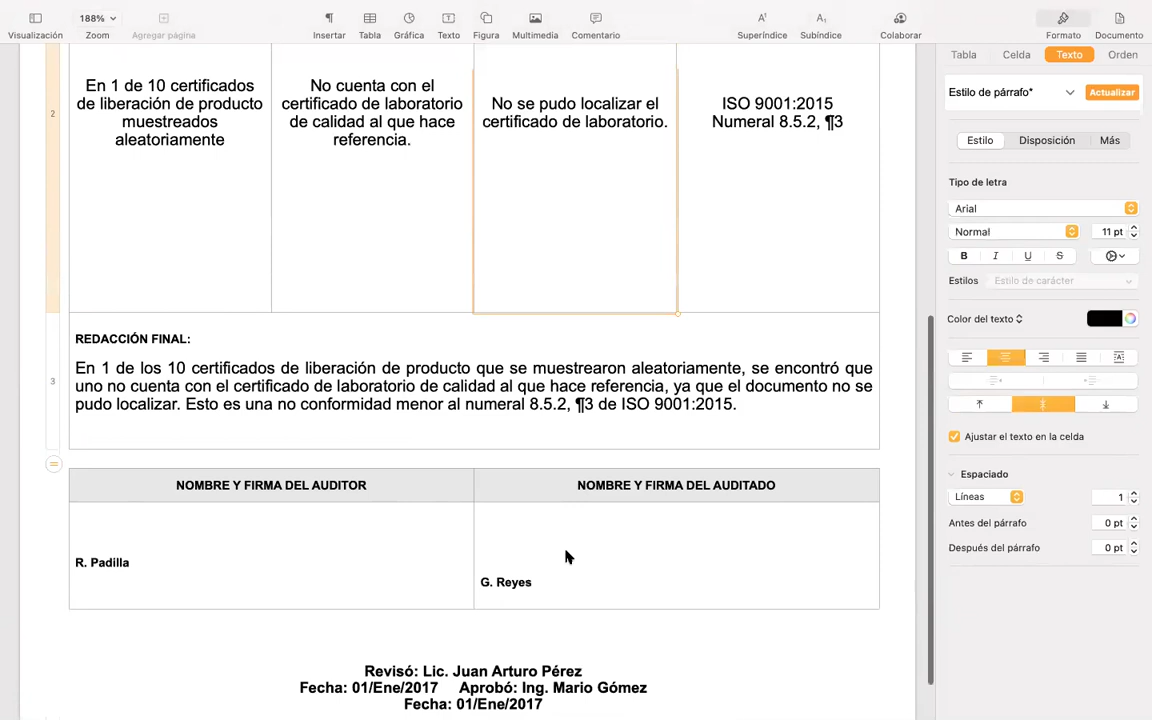 188%
Visualización
Zoom
Agregar página
Insertar
Tabla
Gráfica
Texto
Figura
Multimedia
Comentario
Superíndice
Subíndice
Colaborar
Formato
Documento
2
En 1 de 10 certificados
de liberación de producto
muestreados
aleatoriamente
No cuenta con el
certificado de laboratorio
de calidad al que hace
referencia.
No se pudo localizar el
certificado de laboratorio.
ISO 9001:2015
Numeral 8.5.2, ¶3
3
REDACCIÓN FINAL:
En 1 de los 10 certificados de liberación de producto que se muestrearon aleatoriamente, se encontró que
uno no cuenta con el certificado de laboratorio de calidad al que hace referencia, ya que el documento no se
pudo localizar. Esto es una no conformidad menor al numeral 8.5.2, ¶3 de ISO 9001:2015.
NOMBRE Y FIRMA DEL AUDITOR
NOMBRE Y FIRMA DEL AUDITADO
R. Padilla
G. Reyes
Revisó: Lic. Juan Arturo Pérez
Fecha: 01/Ene/2017 Aprobó: Ing. Mario Gómez
Fecha: 01/Ene/2017
Tabla
Celda
Texto
Orden
Estilo de párrafo*
Actualizar
Estilo
Disposición
Más
Tipo de letra
Arial
Normal
11 pt
B
I
U
S
Estilos
Estilo de carácter
Color del texto
Ajustar el texto en la celda
Espaciado
Líneas
1
Antes del párrafo
0 pt
Después del párrafo
0 pt